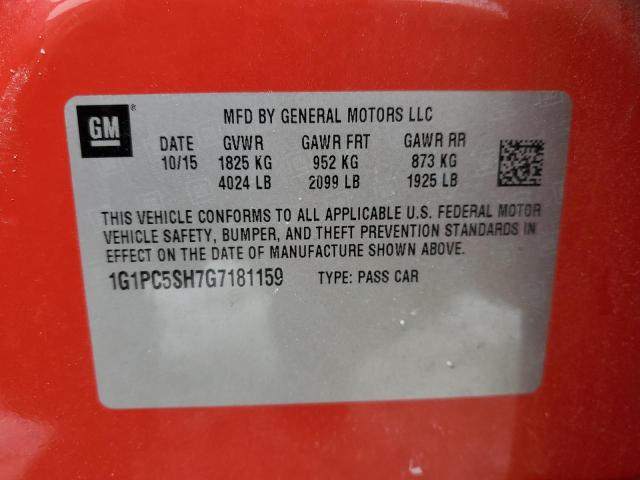 GM
MFD BY GENERAL MOTORS LLC
DATE GVWR GAWR FRT GAWR RR
10/15 1825 KG 952 KG 873 KG
4024 LB 2099 LB 1925 LB
THIS VEHICLE CONFORMS TO ALL APPLICABLE U.S. FEDERAL MOTOR
VEHICLE SAFETY, BUMPER, AND THEFT PREVENTION STANDARDS IN
EFFECT ON THE DATE OF MANUFACTURE SHOWN ABOVE.
1G1PC5SH7G7181159 TYPE: PASS CAR